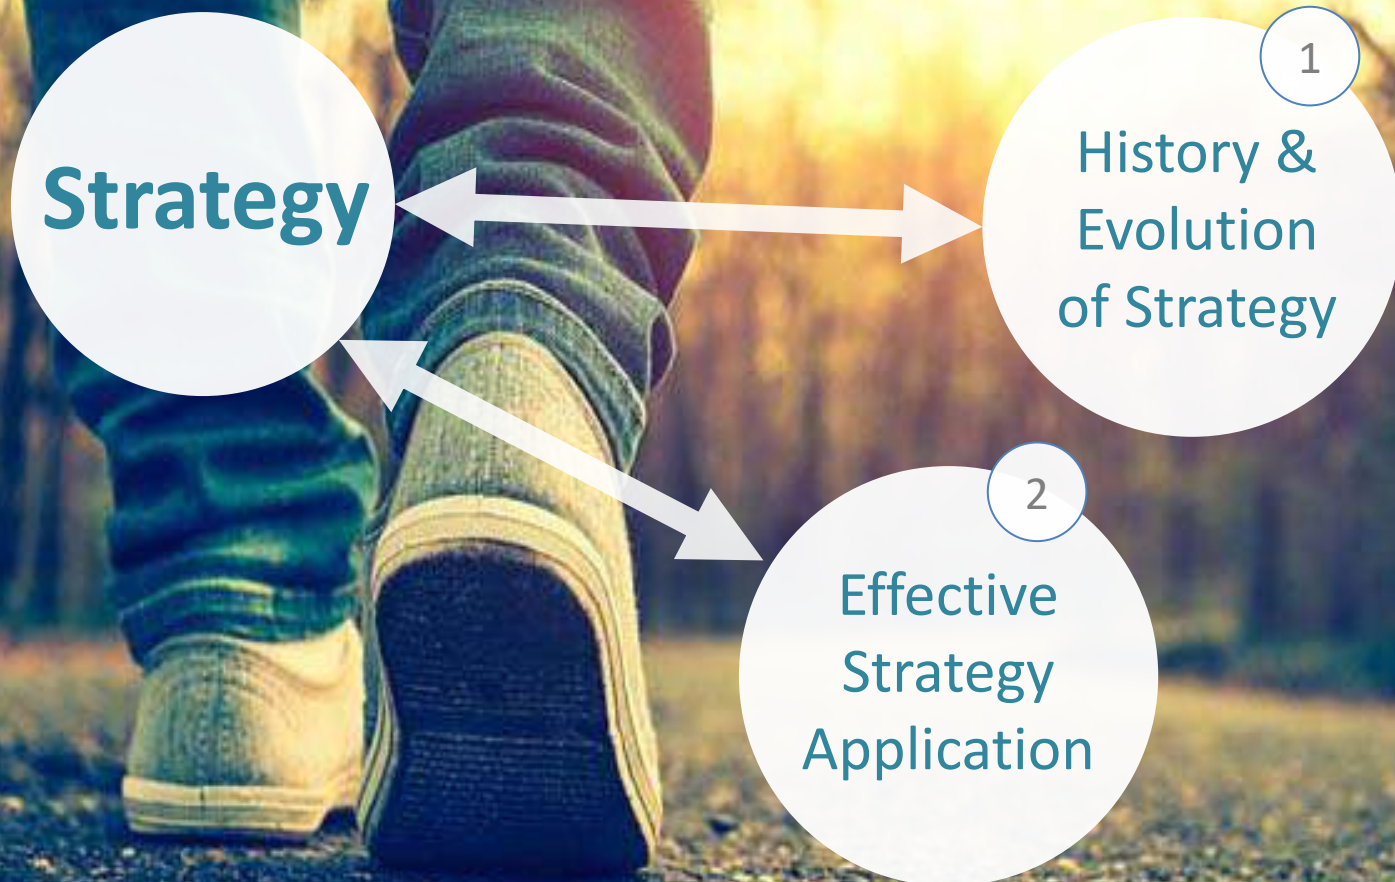 Strategy
1
History &
Evolution
of Strategy
2
Effective
Strategy
Application